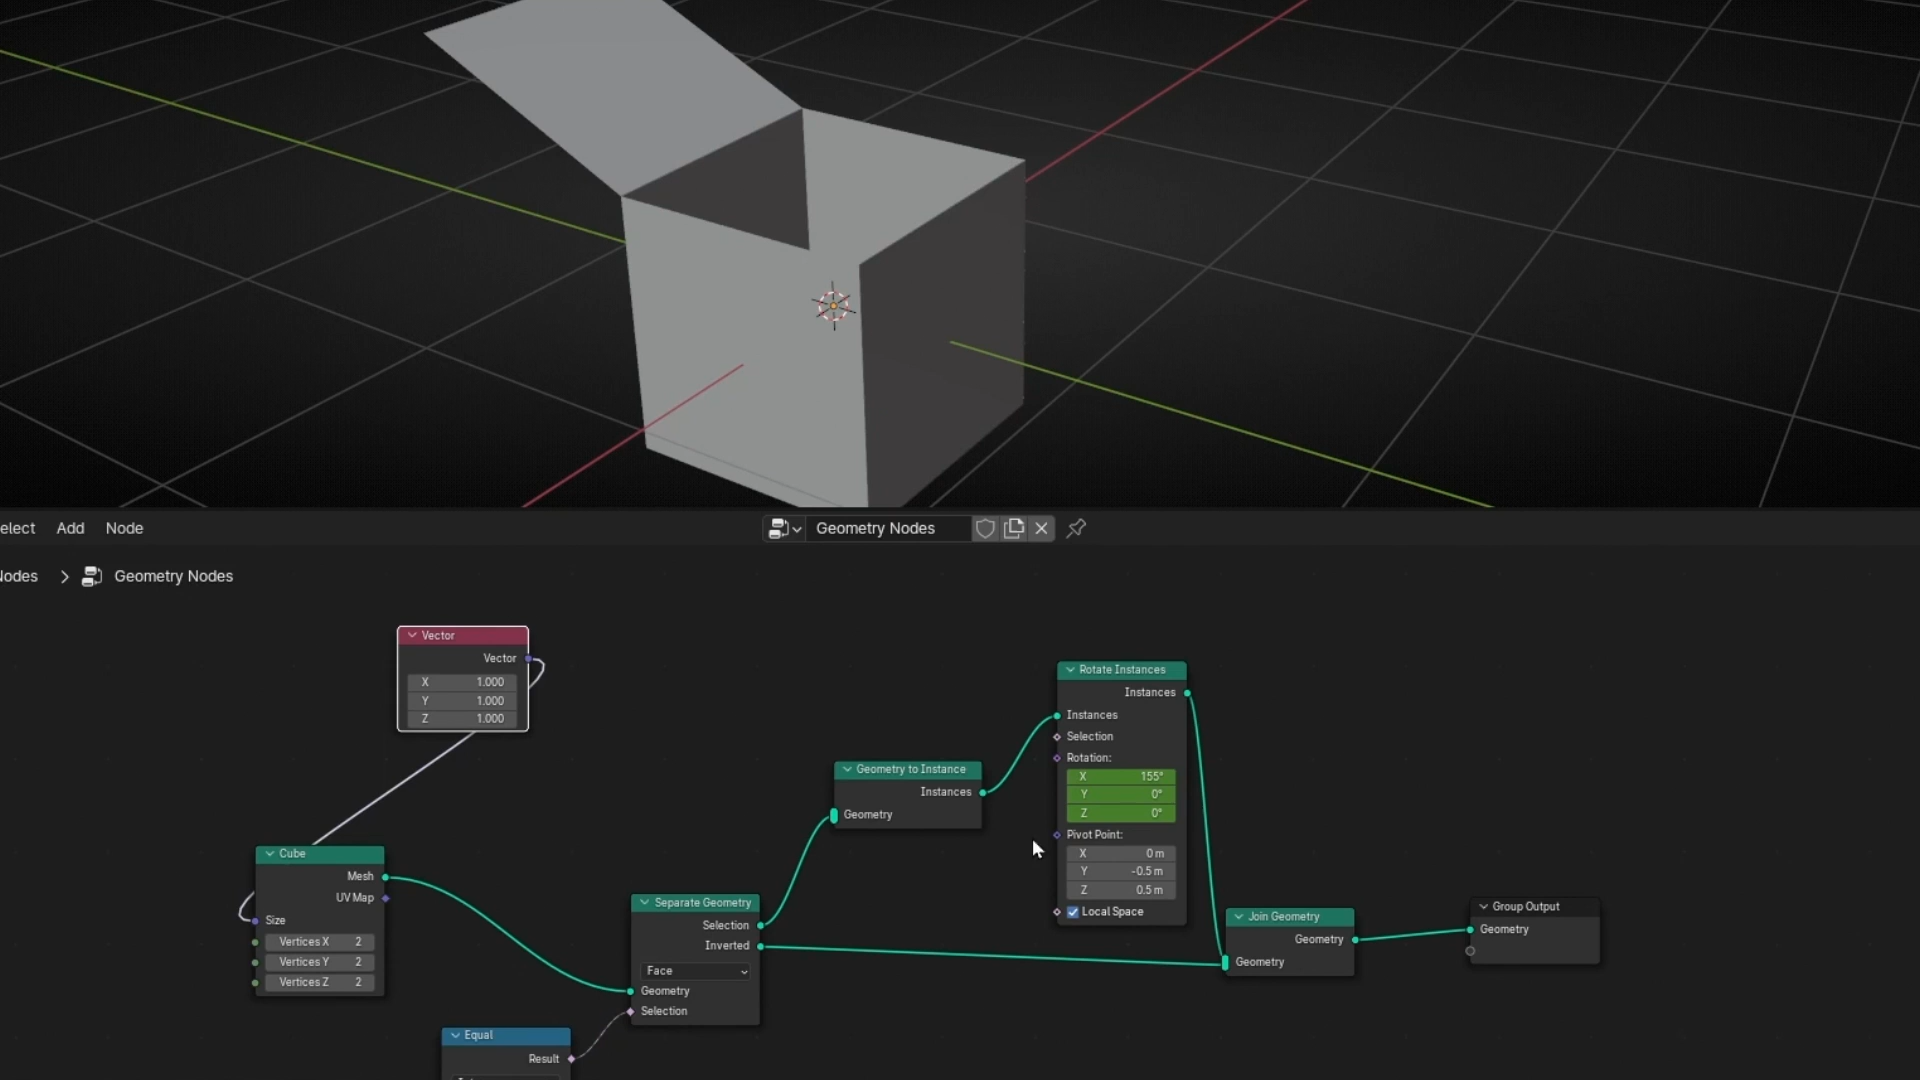 elect Add Node
Geometry Nodes
Nodes > Geometry Nodes
Vector
Vector
X 1.000
Y 1.000
Z 1.000
Rotate Instances
Instances
Instances
Selection
Rotation:
X 155°
Y 0°
Z 0°
Pivot Point:
X 0 m
Y -0.5 m
Z 0.5 m
Local Space
Geometry to Instance
Instances
Geometry
Cube
Mesh
UV Map
Size
Vertices X 2
Vertices Y 2
Vertices Z 2
Separate Geometry
Selection
Inverted
Face
Geometry
Selection
Join Geometry
Geometry
Geometry
Group Output
Geometry
Equal
Result